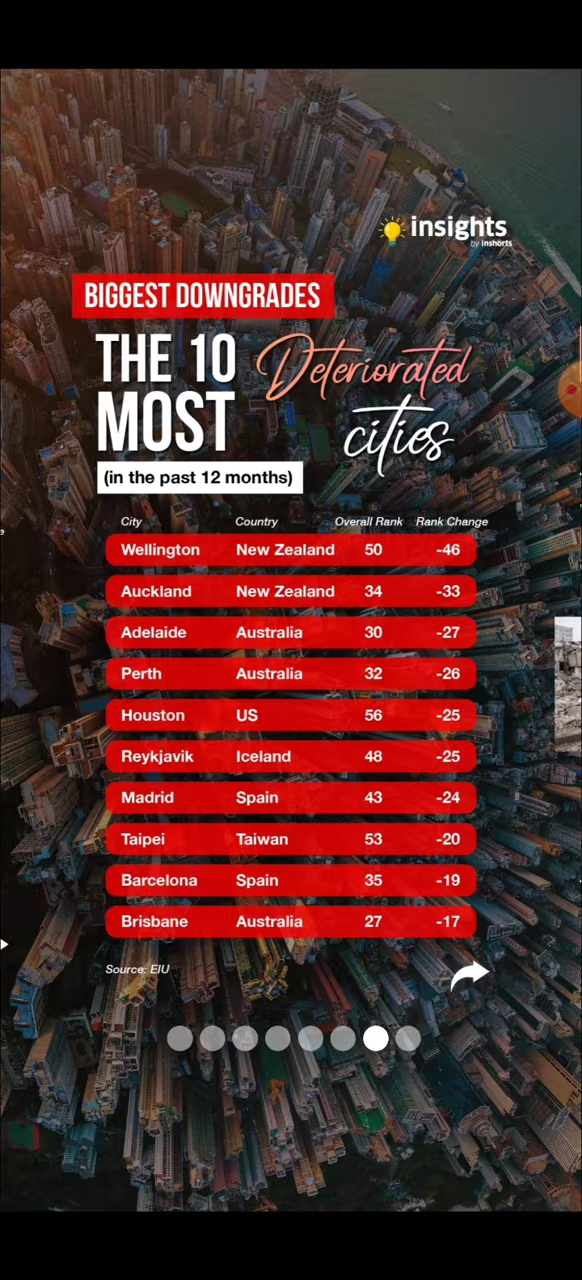 insights
by inshorts
BIGGEST DOWNGRADES
THE 10 Deteriorated
MOST cities
(in the past 12 months)
City Country Overall Rank Rank Change
Wellington New Zealand 50 -46
Auckland New Zealand 34 -33
Adelaide Australia 30 -27
Perth Australia 32 -26
Houston US 56 -25
Reykjavik Iceland 48 -25
Madrid Spain 43 -24
Taipei Taiwan 53 -20
Barcelona Spain 35 -19
Brisbane Australia 27 -17
Source: EIU